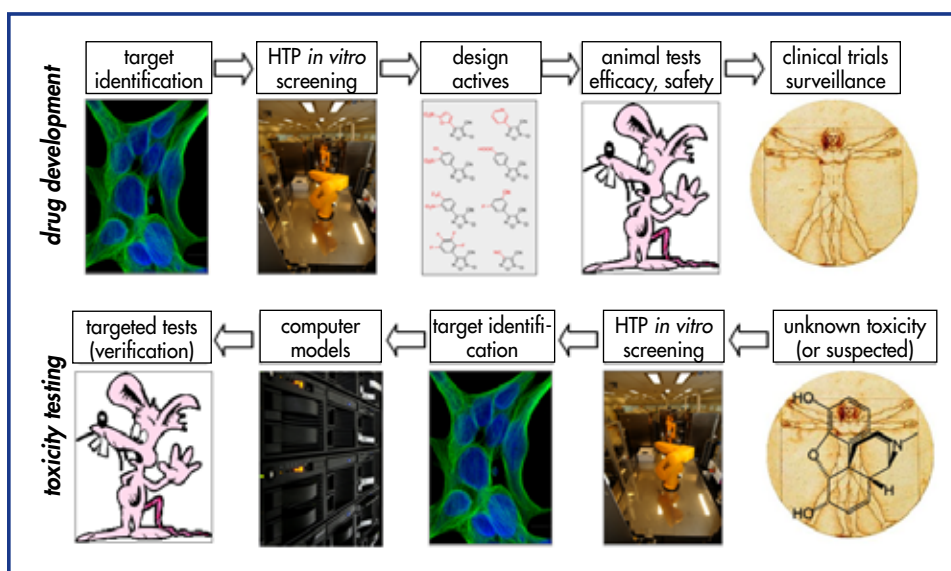 drug development
target
identification
HTP in vitro
screening
design
actives
animal tests
efficacy, safety
clinical trials
surveillance
toxicity testing
targeted tests
(verification)
computer
models
target identifi-
cation
HTP in vitro
screening
unknown toxicity
(or suspected)
HO
O
N
H
HO